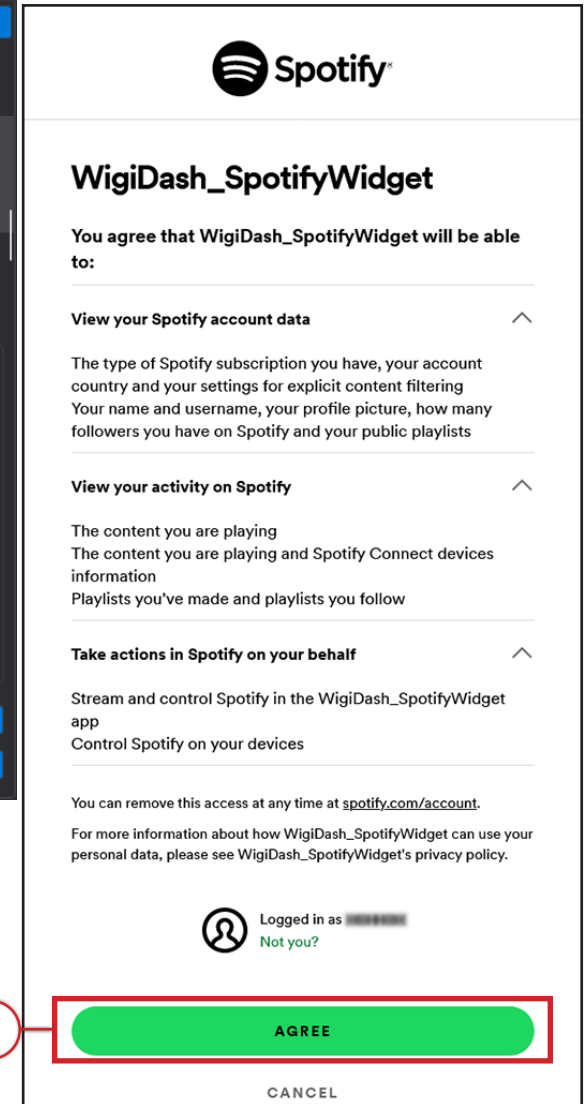 Spotify®
WigiDash_SpotifyWidget
You agree that WigiDash_SpotifyWidget will be able
to:
View your Spotify account data
The type of Spotify subscription you have, your account
country and your settings for explicit content filtering
Your name and username, your profile picture, how many
followers you have on Spotify and your public playlists
View your activity on Spotify
The content you are playing
The content you are playing and Spotify Connect devices
information
Playlists you've made and playlists you follow
Take actions in Spotify on your behalf
Stream and control Spotify in the WigiDash_SpotifyWidget
app
Control Spotify on your devices
You can remove this access at any time at spotify.com/account.
For more information about how WigiDash_SpotifyWidget can use your
personal data, please see WigiDash_SpotifyWidget's privacy policy.
Logged in as
Not you?
AGREE
CANCEL